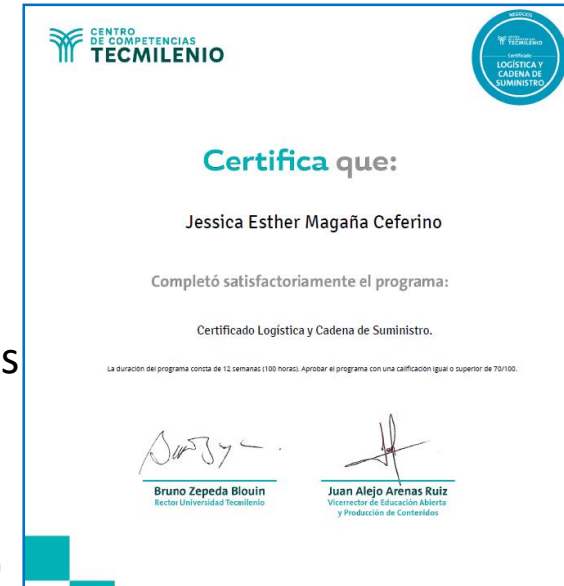 CENTRO
DE COMPETENCIAS
TECMILENIO
NEGOCIOS
TECMILENIO
Certificado
LOGÍSTICA Y
CADENA DE
SUMINISTRO
Certifica que:
Jessica Esther Magaña Ceferino
Completó satisfactoriamente el programa:
Certificado Logística y Cadena de Suministro.
s
La duración del programa consta de 12 semanas (100 horas). Aprobar el programa con una calificación igual o superior de 70/100.
Bruno Zepeda Blouin
Rector Universidad Tecmilenio
Juan Alejo Arenas Ruiz
Vicerrector de Educación Abierta
y Producción de Contenidos